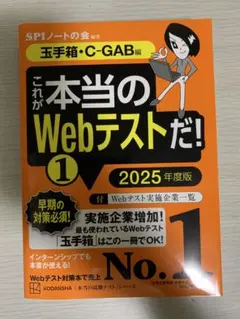 SPIノートの会 編著
玉手箱・C-GAB編
これが
本当の
Webテストだ!
1
2025年度版
付 Webテスト実施企業一覧
早期の
対策必須!
実施企業増加!
最も使われているWebテスト
「玉手箱」はこの一冊でOK!
インターンシップでも
本書が使える!
Webテスト対策本で売上
No.1
KODANSHA